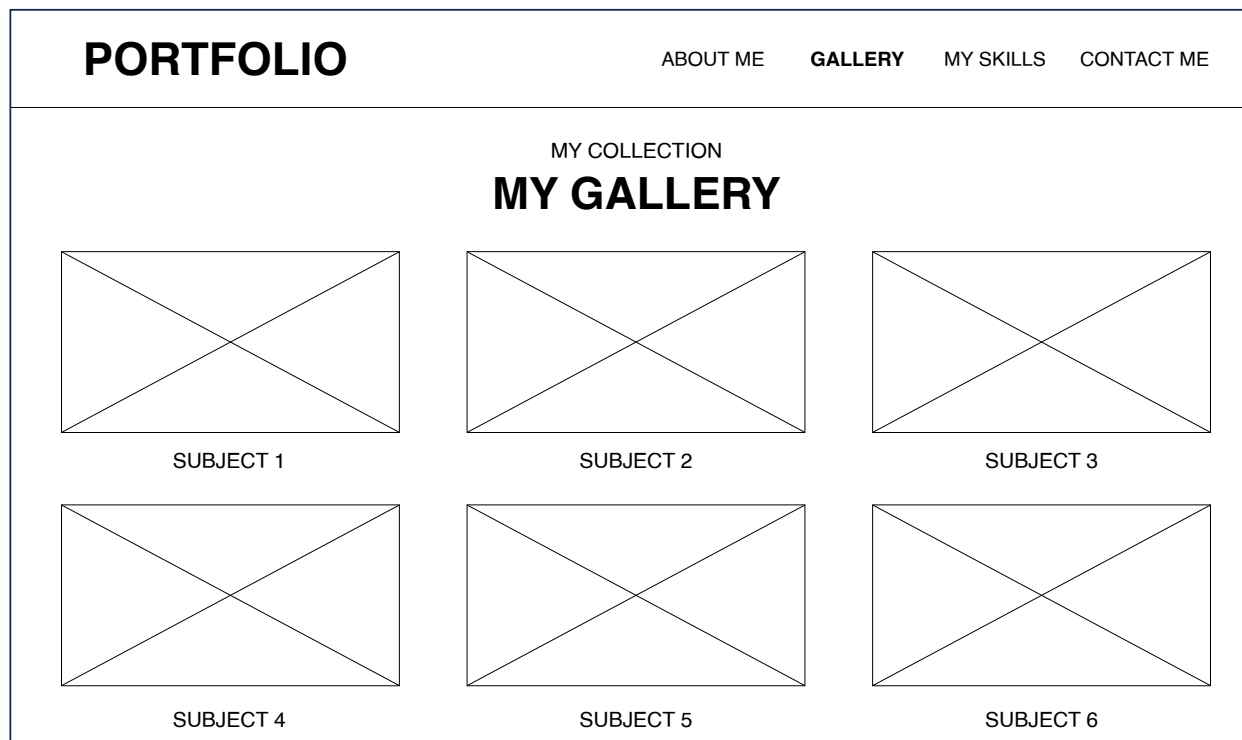 PORTFOLIO
ABOUT ME
GALLERY
MY SKILLS
CONTACT ME
MY COLLECTION
MY GALLERY
SUBJECT 1
SUBJECT 2
SUBJECT 3
SUBJECT 4
SUBJECT 5
SUBJECT 6